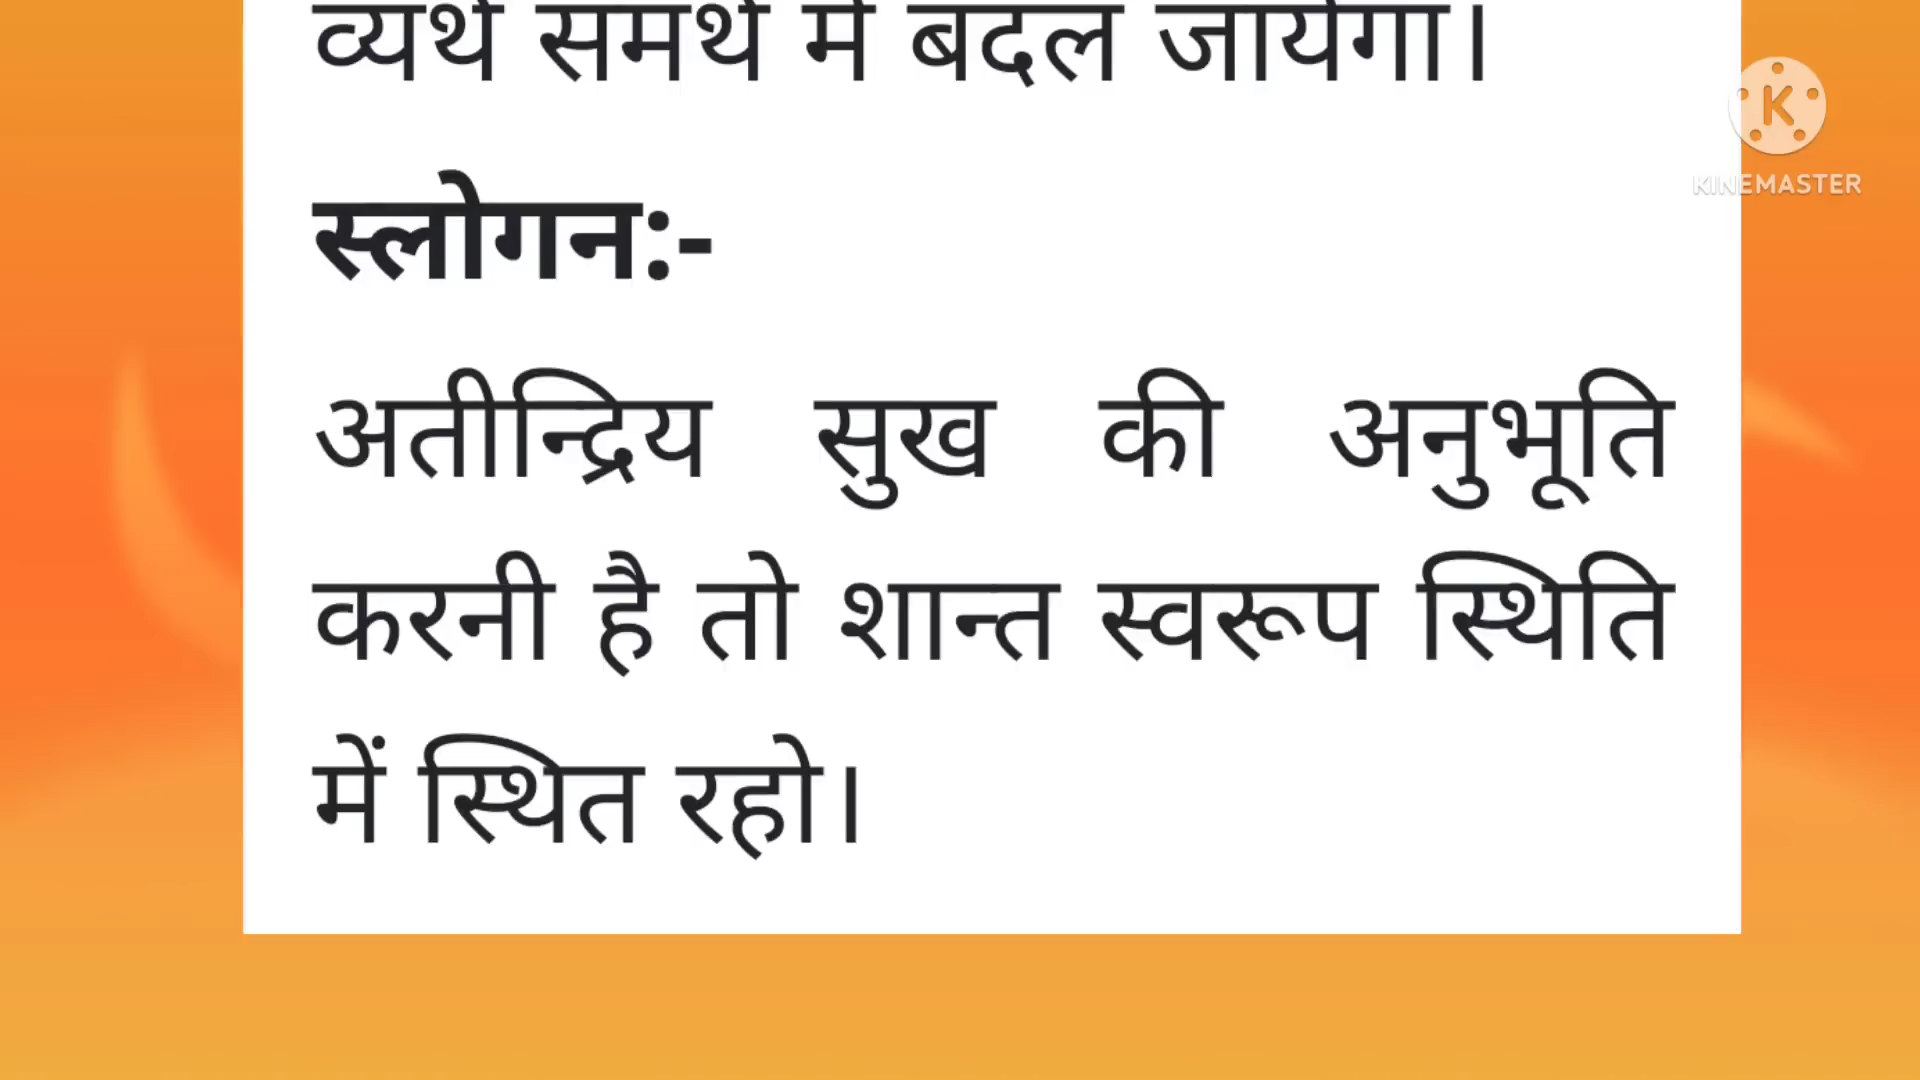 व्यर्थ समर्थ में बदल जायेगा।
KINEMASTER
स्लोगन:-
अतीन्द्रिय सुख की अनुभूति
करनी है तो शान्त स्वरूप स्थिति
में स्थित रहो।